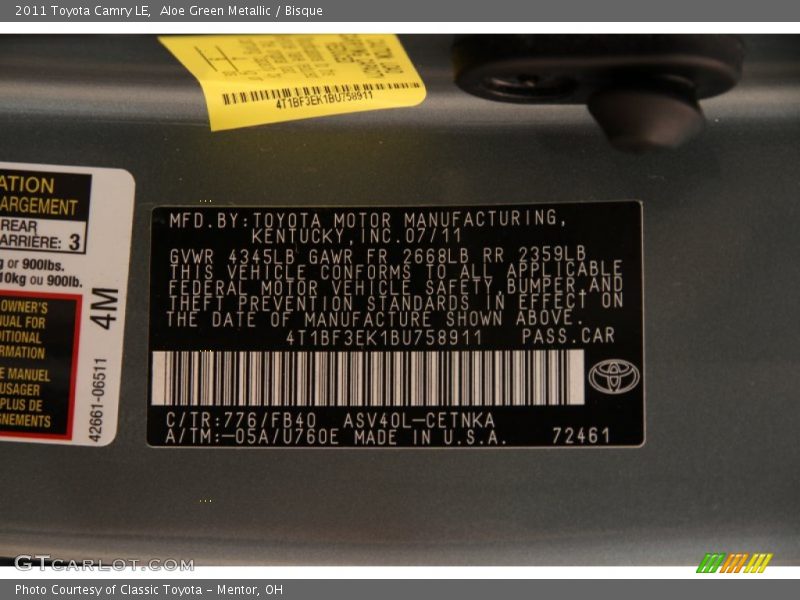 2011 Toyota Camry LE, Aloe Green Metallic / Bisque
4T1BF3EK1BU758911
ATION
ARGEMENT
REAR
ARRIÈRE: 3
g or 900lbs.
10kg ou 900lb.
OWNER'S
NUAL FOR
DITIONAL
RMATION
E MANUEL
USAGER
PLUS DE
GNEMENTS
4M
42661-06511
MFD.BY:TOYOTA MOTOR MANUFACTURING,
KENTUCKY,INC.07/11
GVWR 4345LB GAWR FR 2668LB RR 2359LB
THIS VEHICLE CONFORMS TO ALL APPLICABLE
FEDERAL MOTOR VEHICLE SAFETY,BUMPER,AND
THEFT PREVENTION STANDARDS IN EFFECT ON
THE DATE OF MANUFACTURE SHOWN ABOVE.
4T1BF3EK1BU758911 PASS.CAR
C/TR:776/FB40 ASV40L-CETNKA
A/TM:-05A/U760E MADE IN U.S.A. 72461
GTCARLOT.COM
Photo Courtesy of Classic Toyota - Mentor, OH